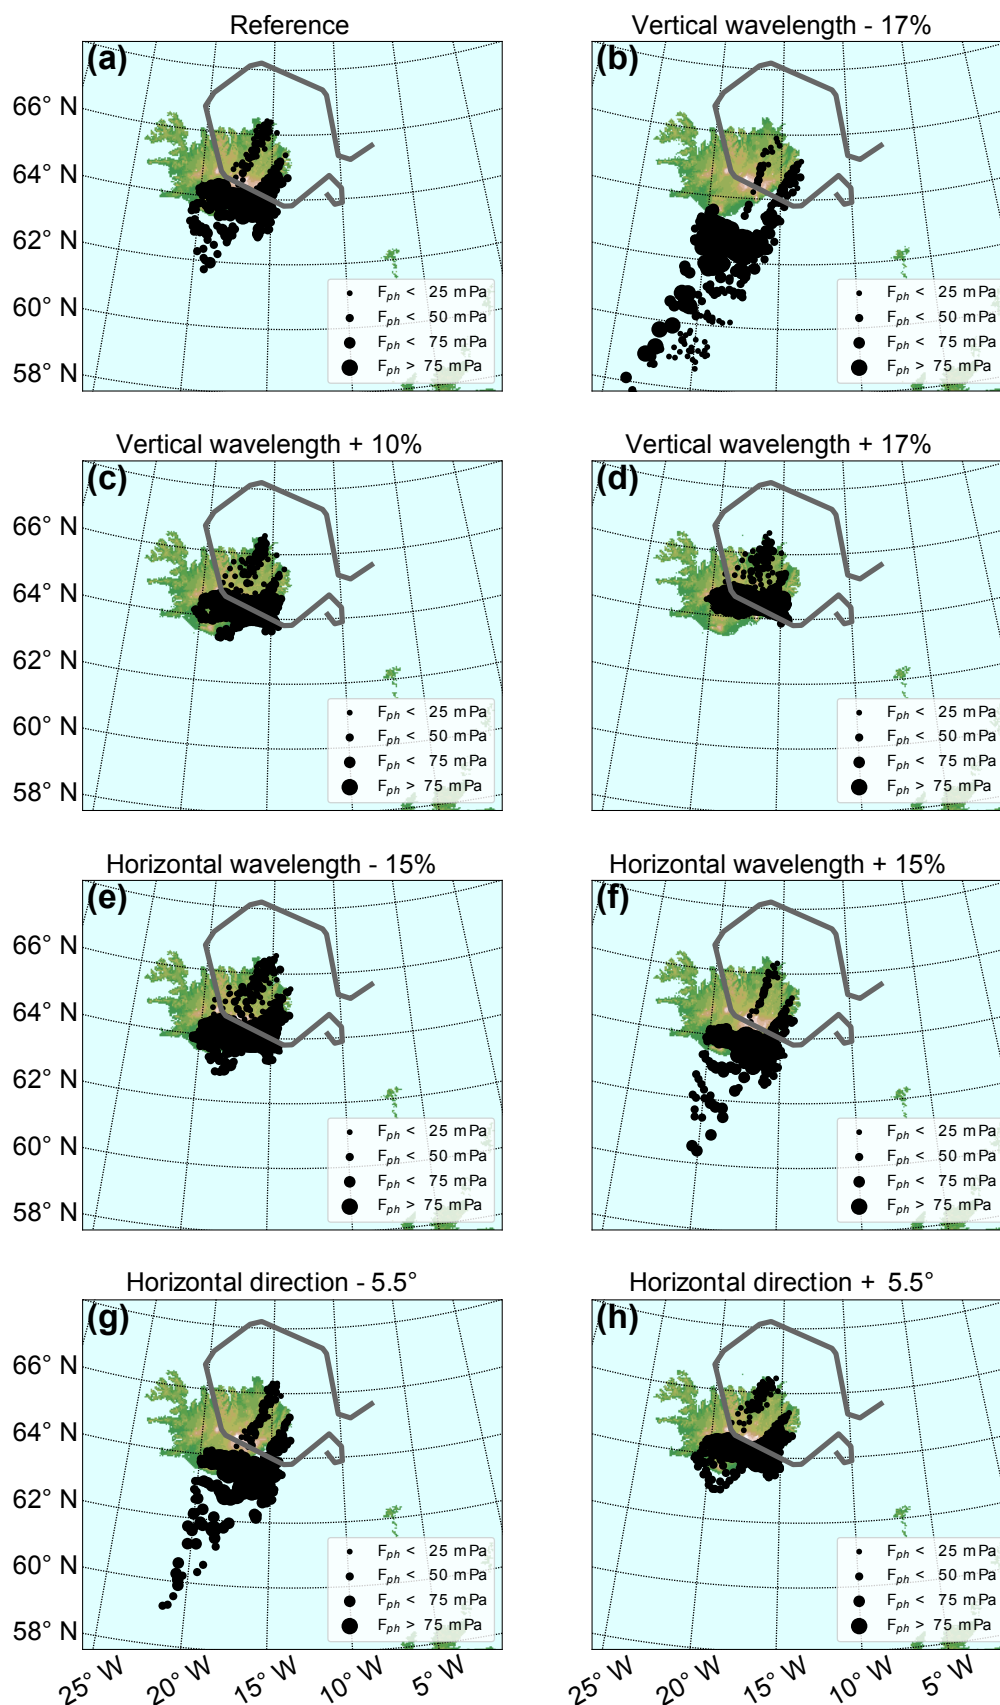 Reference
Vertical wavelength - 17%
(a)
(b)
66° N
64° N
62° N
60° N
58° N
F_ph < 25 mPa
F_ph < 50 mPa
F_ph < 75 mPa
F_ph > 75 mPa
F_ph < 25 mPa
F_ph < 50 mPa
F_ph < 75 mPa
F_ph > 75 mPa
Vertical wavelength + 10%
Vertical wavelength + 17%
(c)
(d)
66° N
64° N
62° N
60° N
58° N
F_ph < 25 mPa
F_ph < 50 mPa
F_ph < 75 mPa
F_ph > 75 mPa
F_ph < 25 mPa
F_ph < 50 mPa
F_ph < 75 mPa
F_ph > 75 mPa
Horizontal wavelength - 15%
Horizontal wavelength + 15%
(e)
(f)
66° N
64° N
62° N
60° N
58° N
F_ph < 25 mPa
F_ph < 50 mPa
F_ph < 75 mPa
F_ph > 75 mPa
F_ph < 25 mPa
F_ph < 50 mPa
F_ph < 75 mPa
F_ph > 75 mPa
Horizontal direction - 5.5°
Horizontal direction + 5.5°
(g)
(h)
66° N
64° N
62° N
60° N
58° N
F_ph < 25 mPa
F_ph < 50 mPa
F_ph < 75 mPa
F_ph > 75 mPa
F_ph < 25 mPa
F_ph < 50 mPa
F_ph < 75 mPa
F_ph > 75 mPa
25° W
20° W
15° W
10° W
5° W
25° W
20° W
15° W
10° W
5° W